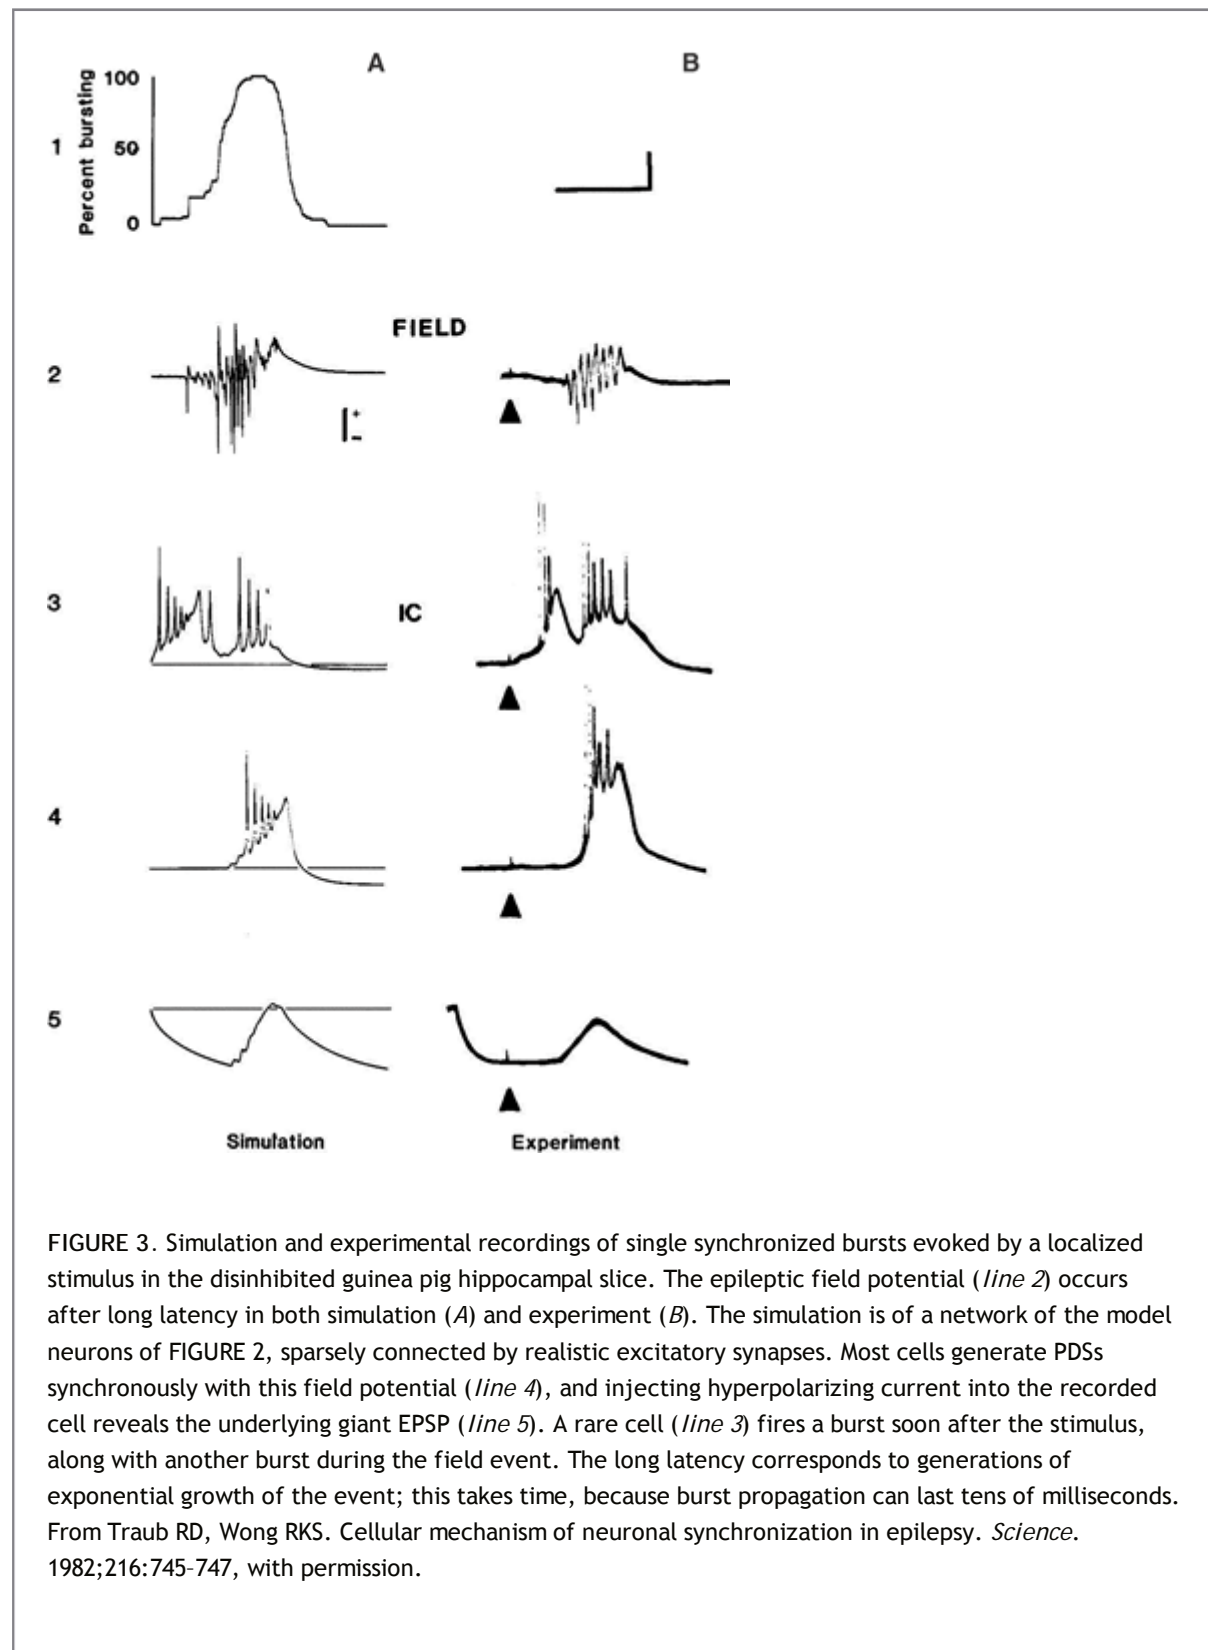 A
B
100
50
0
Percent bursting
1
FIELD
2
+
-
3
IC
4
5
Simulation
Experiment
FIGURE 3. Simulation and experimental recordings of single synchronized bursts evoked by a localized
stimulus in the disinhibited guinea pig hippocampal slice. The epileptic field potential (line 2) occurs
after long latency in both simulation (A) and experiment (B). The simulation is of a network of the model
neurons of FIGURE 2, sparsely connected by realistic excitatory synapses. Most cells generate PDSs
synchronously with this field potential (line 4), and injecting hyperpolarizing current into the recorded
cell reveals the underlying giant EPSP (line 5). A rare cell (line 3) fires a burst soon after the stimulus,
along with another burst during the field event. The long latency corresponds to generations of
exponential growth of the event; this takes time, because burst propagation can last tens of milliseconds.
From Traub RD, Wong RKS. Cellular mechanism of neuronal synchronization in epilepsy. Science.
1982;216:745–747, with permission.